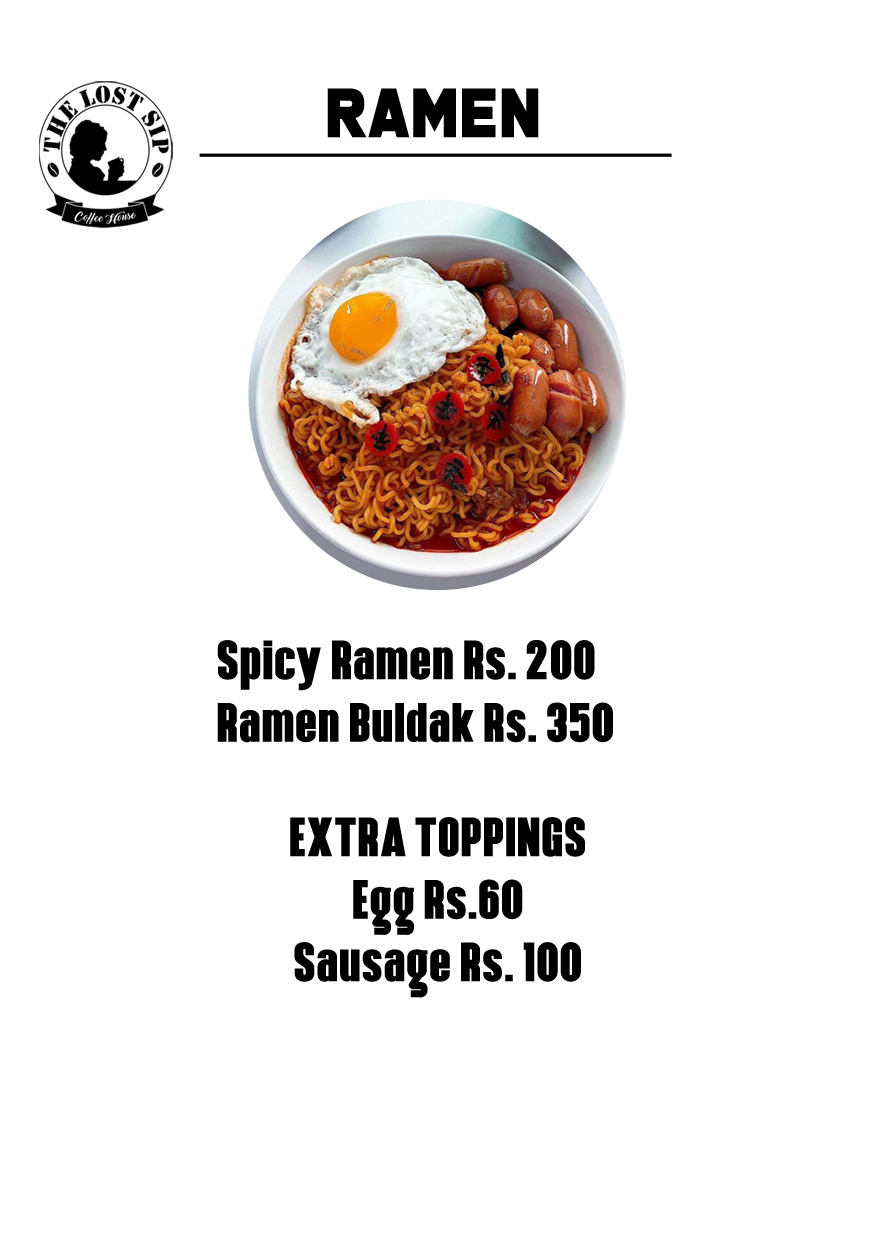 THE LOST SIP
Coffee House
RAMEN
Spicy Ramen Rs. 200
Ramen Buldak Rs. 350
EXTRA TOPPINGS
Egg Rs.60
Sausage Rs. 100